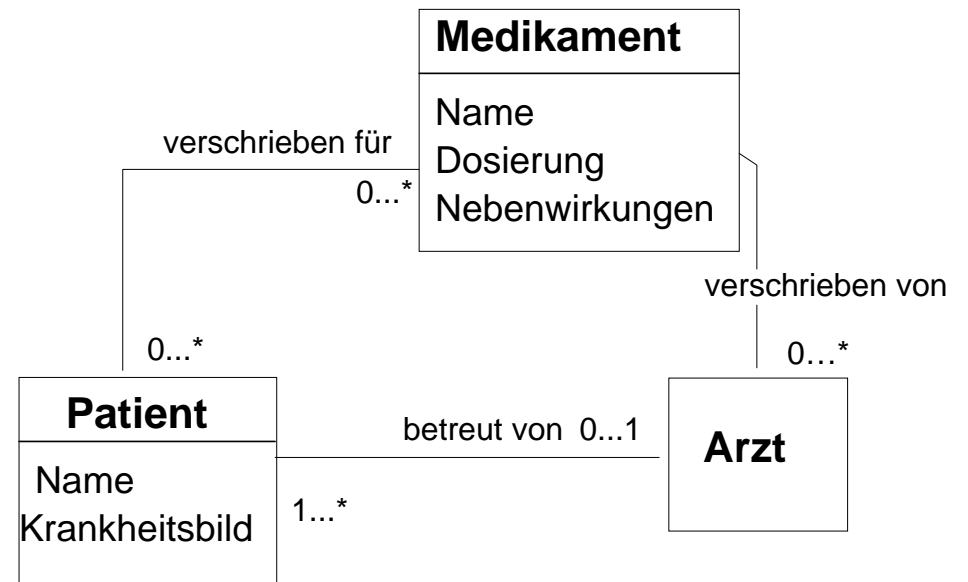 Medikament
Name
Dosierung
Nebenwirkungen
verschrieben für
0...*
verschrieben von
0...*
0…*
Patient
Name
Krankheitsbild
betreut von 0...1
1...*
Arzt